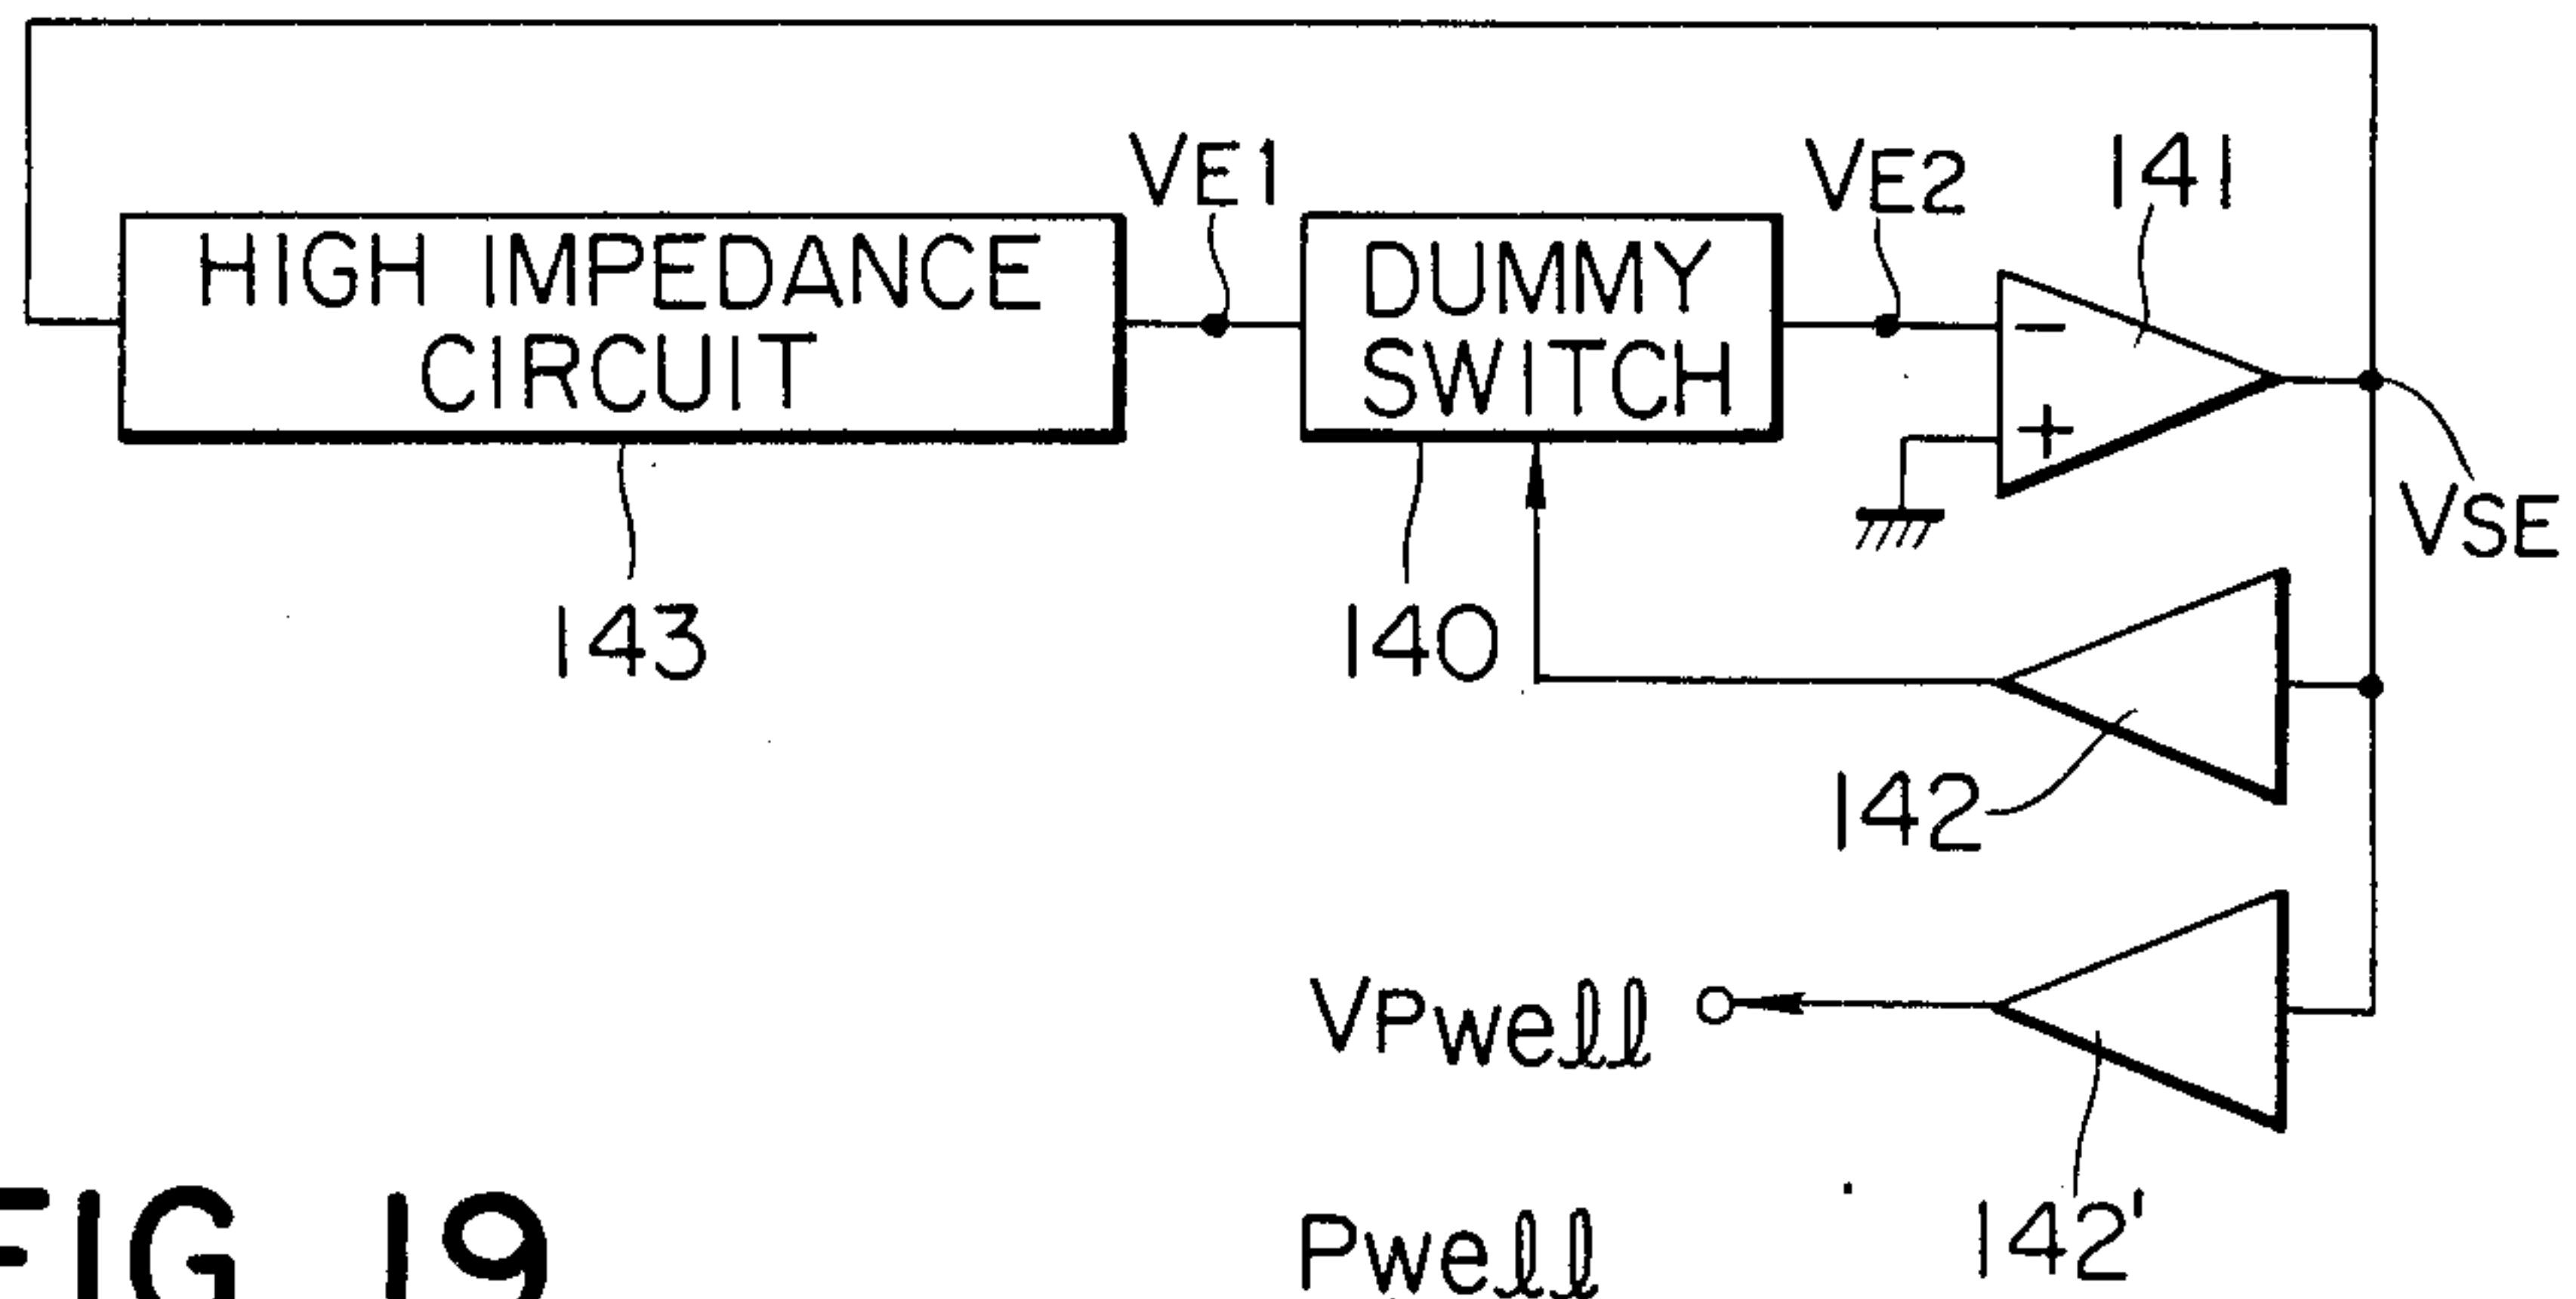 VE1
VE2
141
HIGH IMPEDANCE
CIRCUIT
DUMMY
SWITCH
−
+
VSE
143
140
142
VPwell
142'
FIG 19
Pwell